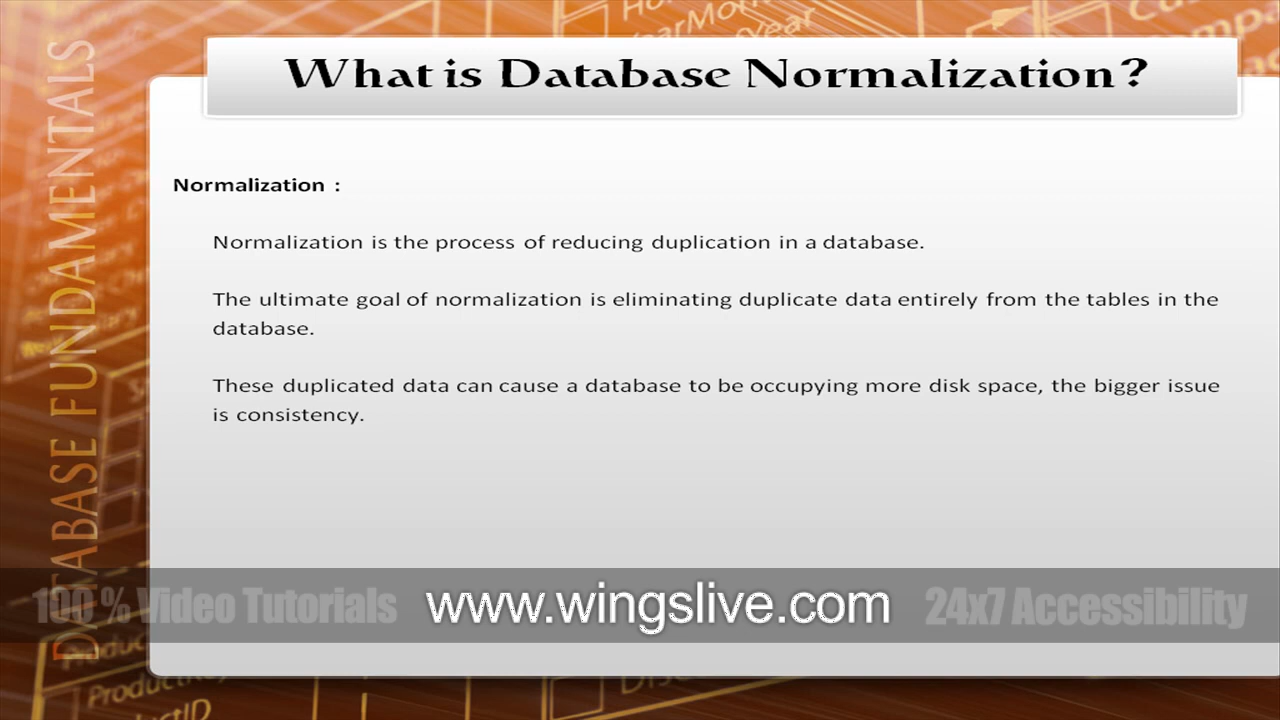 What is Database Normalization?
DATABASE FUNDAMENTALS
Normalization :
Normalization is the process of reducing duplication in a database.
The ultimate goal of normalization is eliminating duplicate data entirely from the tables in the
database.
These duplicated data can cause a database to be occupying more disk space, the bigger issue
is consistency.
100 % Video Tutorials
www.wingslive.com
24x7 Accessibility
ProductID